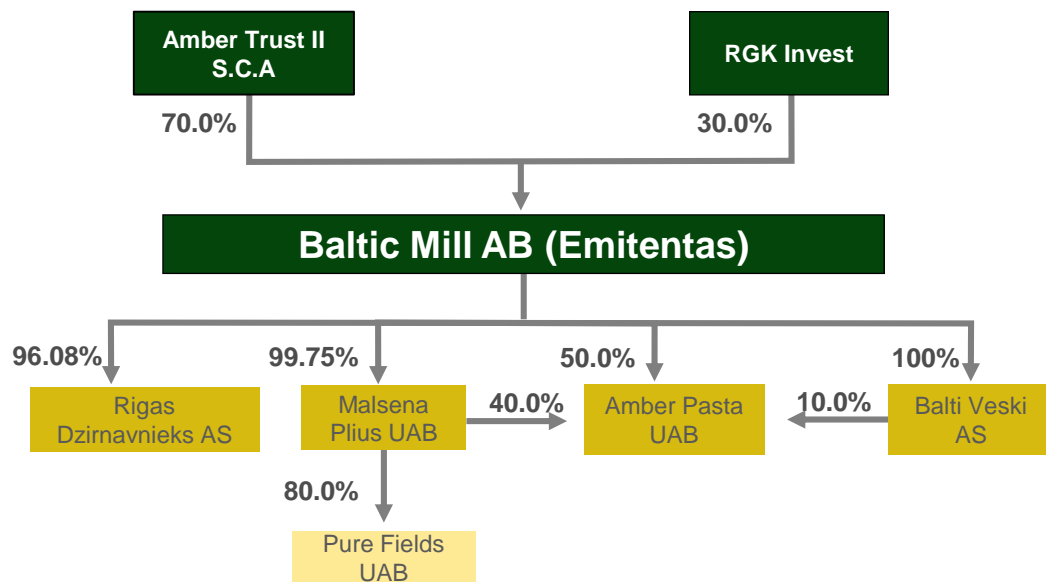 Amber Trust II
S.C.A
RGK Invest
70.0%
30.0%
Baltic Mill AB (Emitentas)
96.08%
99.75%
50.0%
100%
Rigas
Dzirnavnieks AS
Malsena
Plius UAB
40.0%
Amber Pasta
UAB
10.0%
Balti Veski
AS
80.0%
Pure Fields
UAB